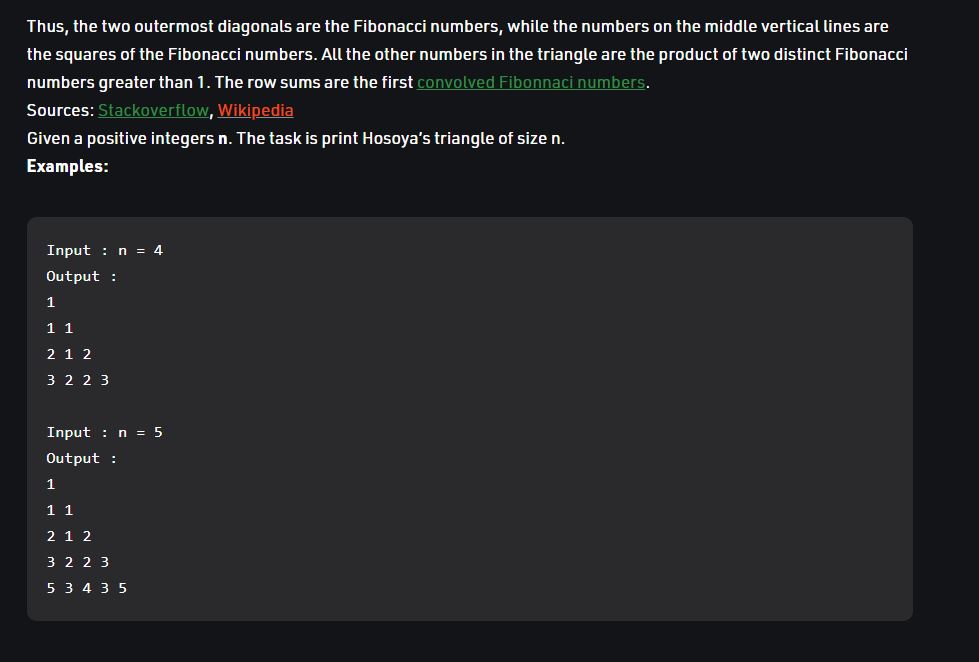 Thus, the two outermost diagonals are the Fibonacci numbers, while the numbers on the middle vertical lines are
the squares of the Fibonacci numbers. All the other numbers in the triangle are the product of two distinct Fibonacci
numbers greater than 1. The row sums are the first convolved Fibonnaci numbers.
Sources: Stackoverflow, Wikipedia
Given a positive integers n. The task is print Hosoya's triangle of size n.
Examples:
Input : n = 4
Output :
1
1 1
2 1 2
3 2 2 3
Input : n = 5
Output :
1
1 1
2 1 2
3 2 2 3
5 3 4 3 5